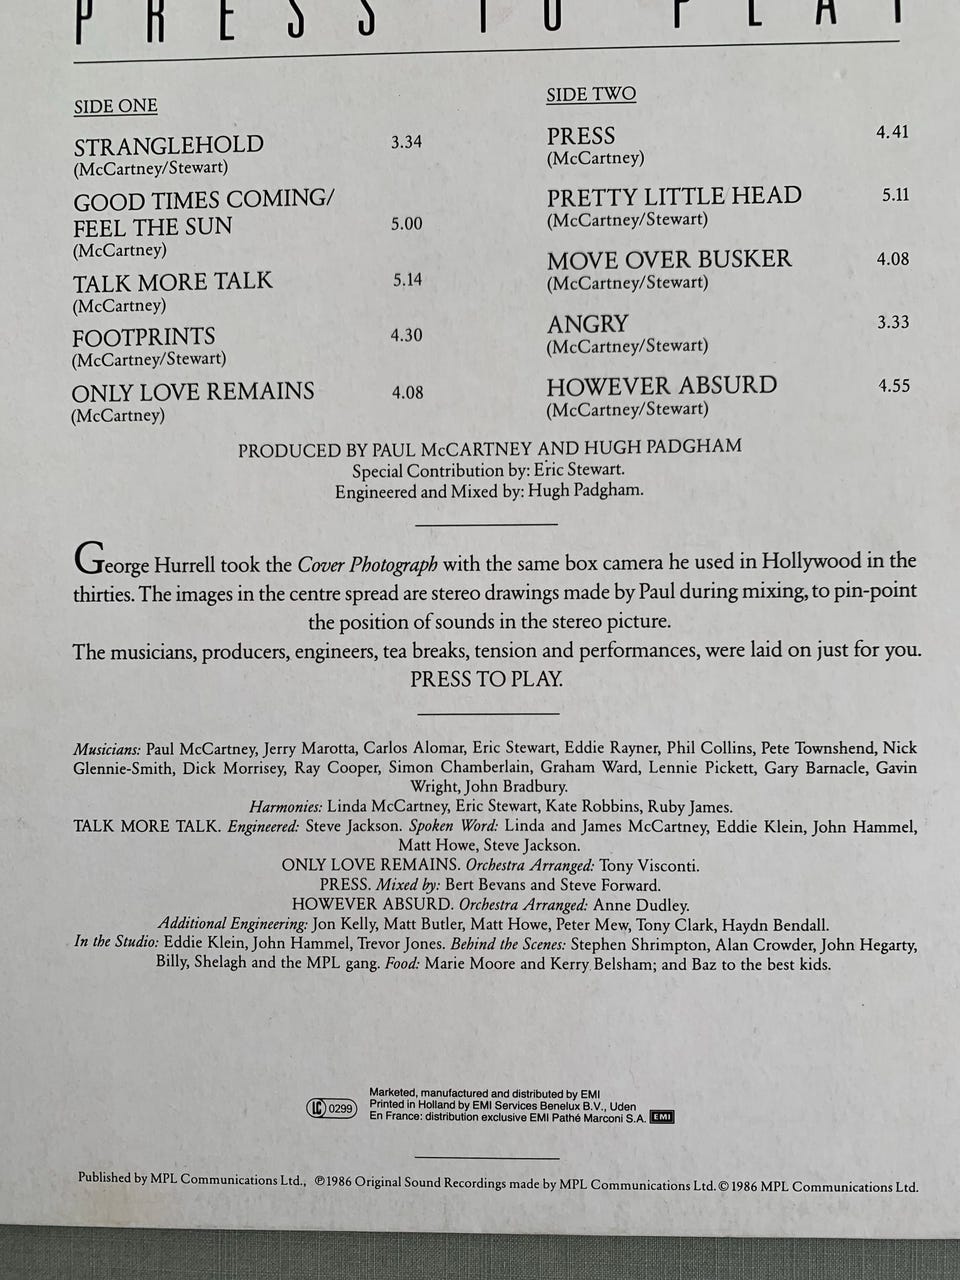 PRESS TO PLAY
SIDE ONE
STRANGLEHOLD 3.34
(McCartney/Stewart)
GOOD TIMES COMING/
FEEL THE SUN 5.00
(McCartney)
TALK MORE TALK 5.14
(McCartney)
FOOTPRINTS 4.30
(McCartney/Stewart)
ONLY LOVE REMAINS 4.08
(McCartney)
SIDE TWO
PRESS 4.41
(McCartney)
PRETTY LITTLE HEAD 5.11
(McCartney/Stewart)
MOVE OVER BUSKER 4.08
(McCartney/Stewart)
ANGRY 3.33
(McCartney/Stewart)
HOWEVER ABSURD 4.55
(McCartney/Stewart)
PRODUCED BY PAUL McCARTNEY AND HUGH PADGHAM
Special Contribution by: Eric Stewart.
Engineered and Mixed by: Hugh Padgham.
George Hurrell took the Cover Photograph with the same box camera he used in Hollywood in the
thirties. The images in the centre spread are stereo drawings made by Paul during mixing, to pin-point
the position of sounds in the stereo picture.
The musicians, producers, engineers, tea breaks, tension and performances, were laid on just for you.
PRESS TO PLAY.
Musicians: Paul McCartney, Jerry Marotta, Carlos Alomar, Eric Stewart, Eddie Rayner, Phil Collins, Pete Townshend, Nick
Glennie-Smith, Dick Morrisey, Ray Cooper, Simon Chamberlain, Graham Ward, Lennie Pickett, Gary Barnacle, Gavin
Wright, John Bradbury.
Harmonies: Linda McCartney, Eric Stewart, Kate Robbins, Ruby James.
TALK MORE TALK. Engineered: Steve Jackson. Spoken Word: Linda and James McCartney, Eddie Klein, John Hammel,
Matt Howe, Steve Jackson.
ONLY LOVE REMAINS. Orchestra Arranged: Tony Visconti.
PRESS. Mixed by: Bert Bevans and Steve Forward.
HOWEVER ABSURD. Orchestra Arranged: Anne Dudley.
Additional Engineering: Jon Kelly, Matt Butler, Matt Howe, Peter Mew, Tony Clark, Haydn Bendall.
In the Studio: Eddie Klein, John Hammel, Trevor Jones. Behind the Scenes: Stephen Shrimpton, Alan Crowder, John Hegarty,
Billy, Shelagh and the MPL gang. Food: Marie Moore and Kerry Belsham; and Baz to the best kids.
LC 0299
Marketed, manufactured and distributed by EMI
Printed in Holland by EMI Services Benelux B.V., Uden
En France: distribution exclusive EMI Pathé Marconi S.A. EMI
Published by MPL Communications Ltd., ℗1986 Original Sound Recordings made by MPL Communications Ltd. © 1986 MPL Communications Ltd.